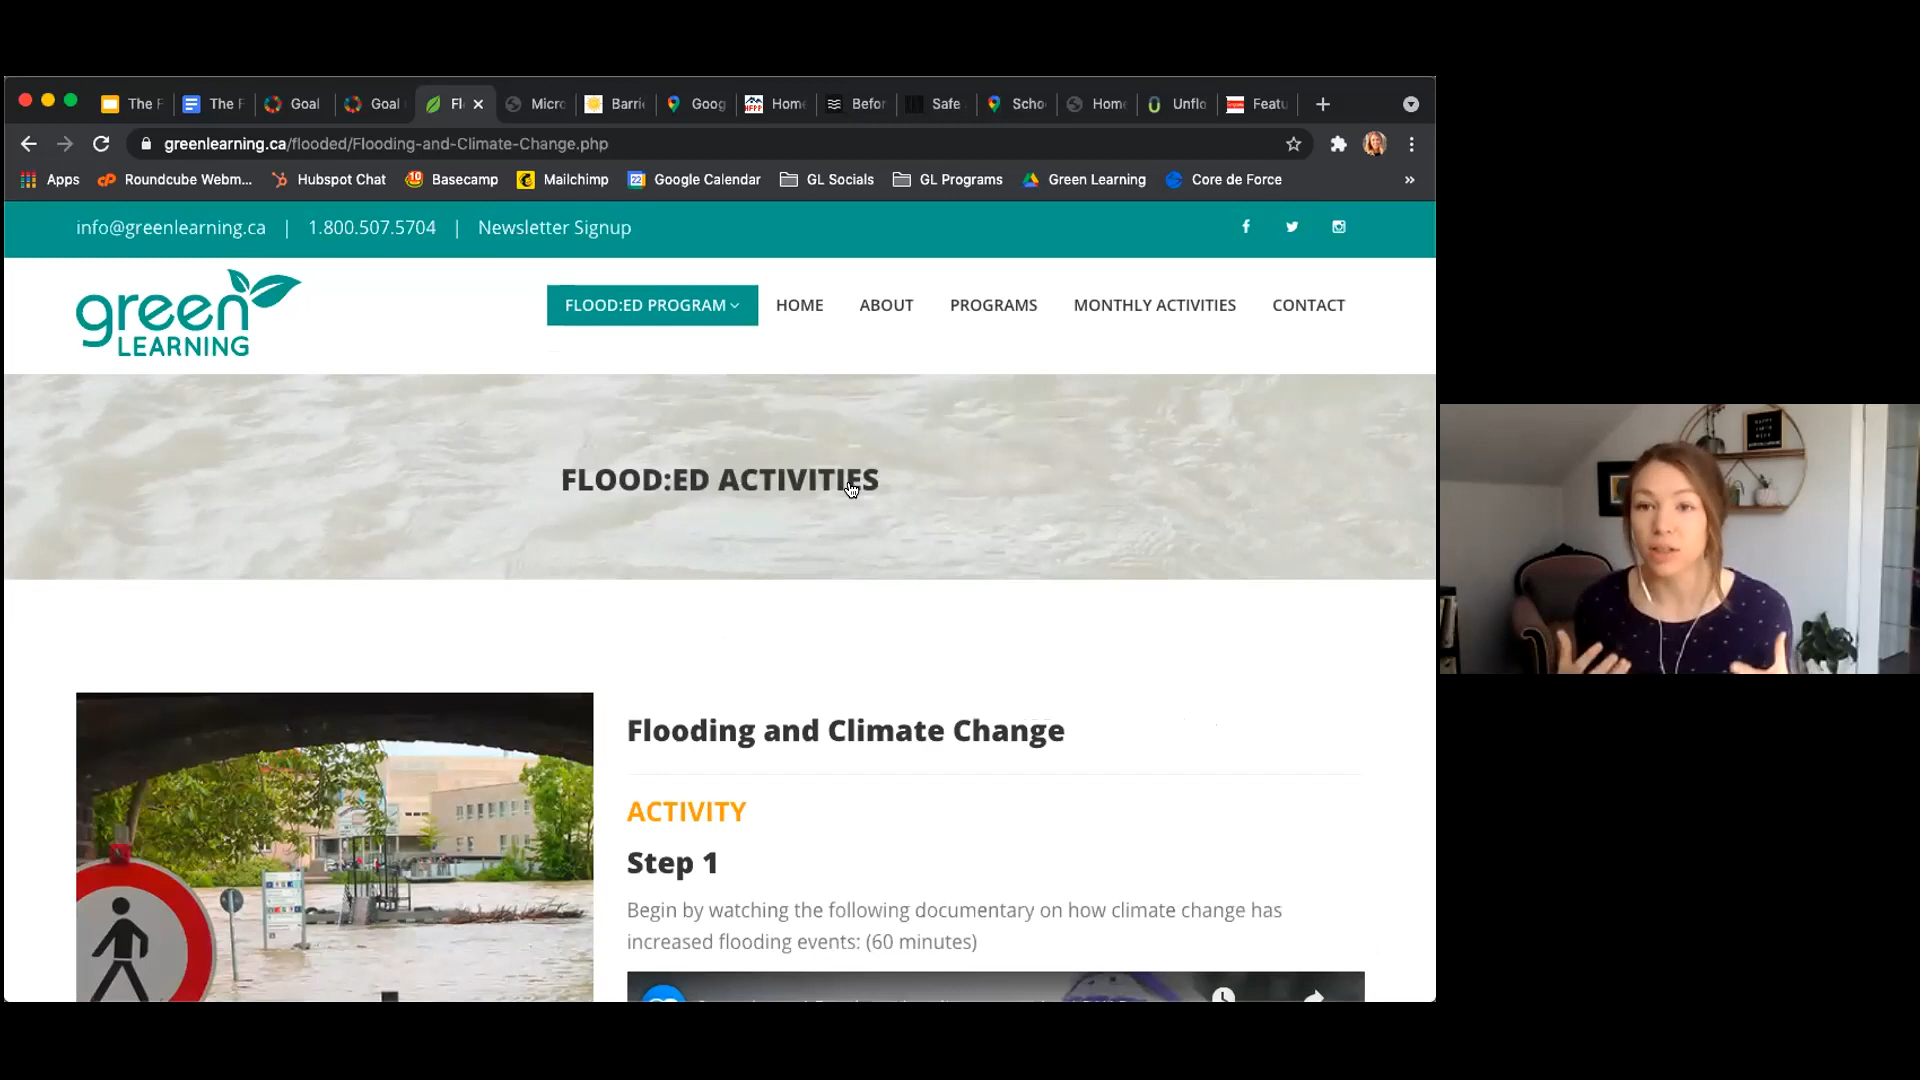 The F
The F
Goal
Goal
Fl
Micro
Barri
Goog
HFPP
Home
Befor
Safe
Scho
Home
Unflo
Featu
greenlearning.ca/flooded/Flooding-and-Climate-Change.php
Apps
Roundcube Webm...
Hubspot Chat
10
Basecamp
Mailchimp
22
Google Calendar
GL Socials
GL Programs
Green Learning
Core de Force
»
info@greenlearning.ca | 1.800.507.5704 | Newsletter Signup
green
LEARNING
FLOOD:ED PROGRAM
HOME
ABOUT
PROGRAMS
MONTHLY ACTIVITIES
CONTACT
FLOOD:ED ACTIVITIES
Flooding and Climate Change
ACTIVITY
Step 1
Begin by watching the following documentary on how climate change has
increased flooding events: (60 minutes)